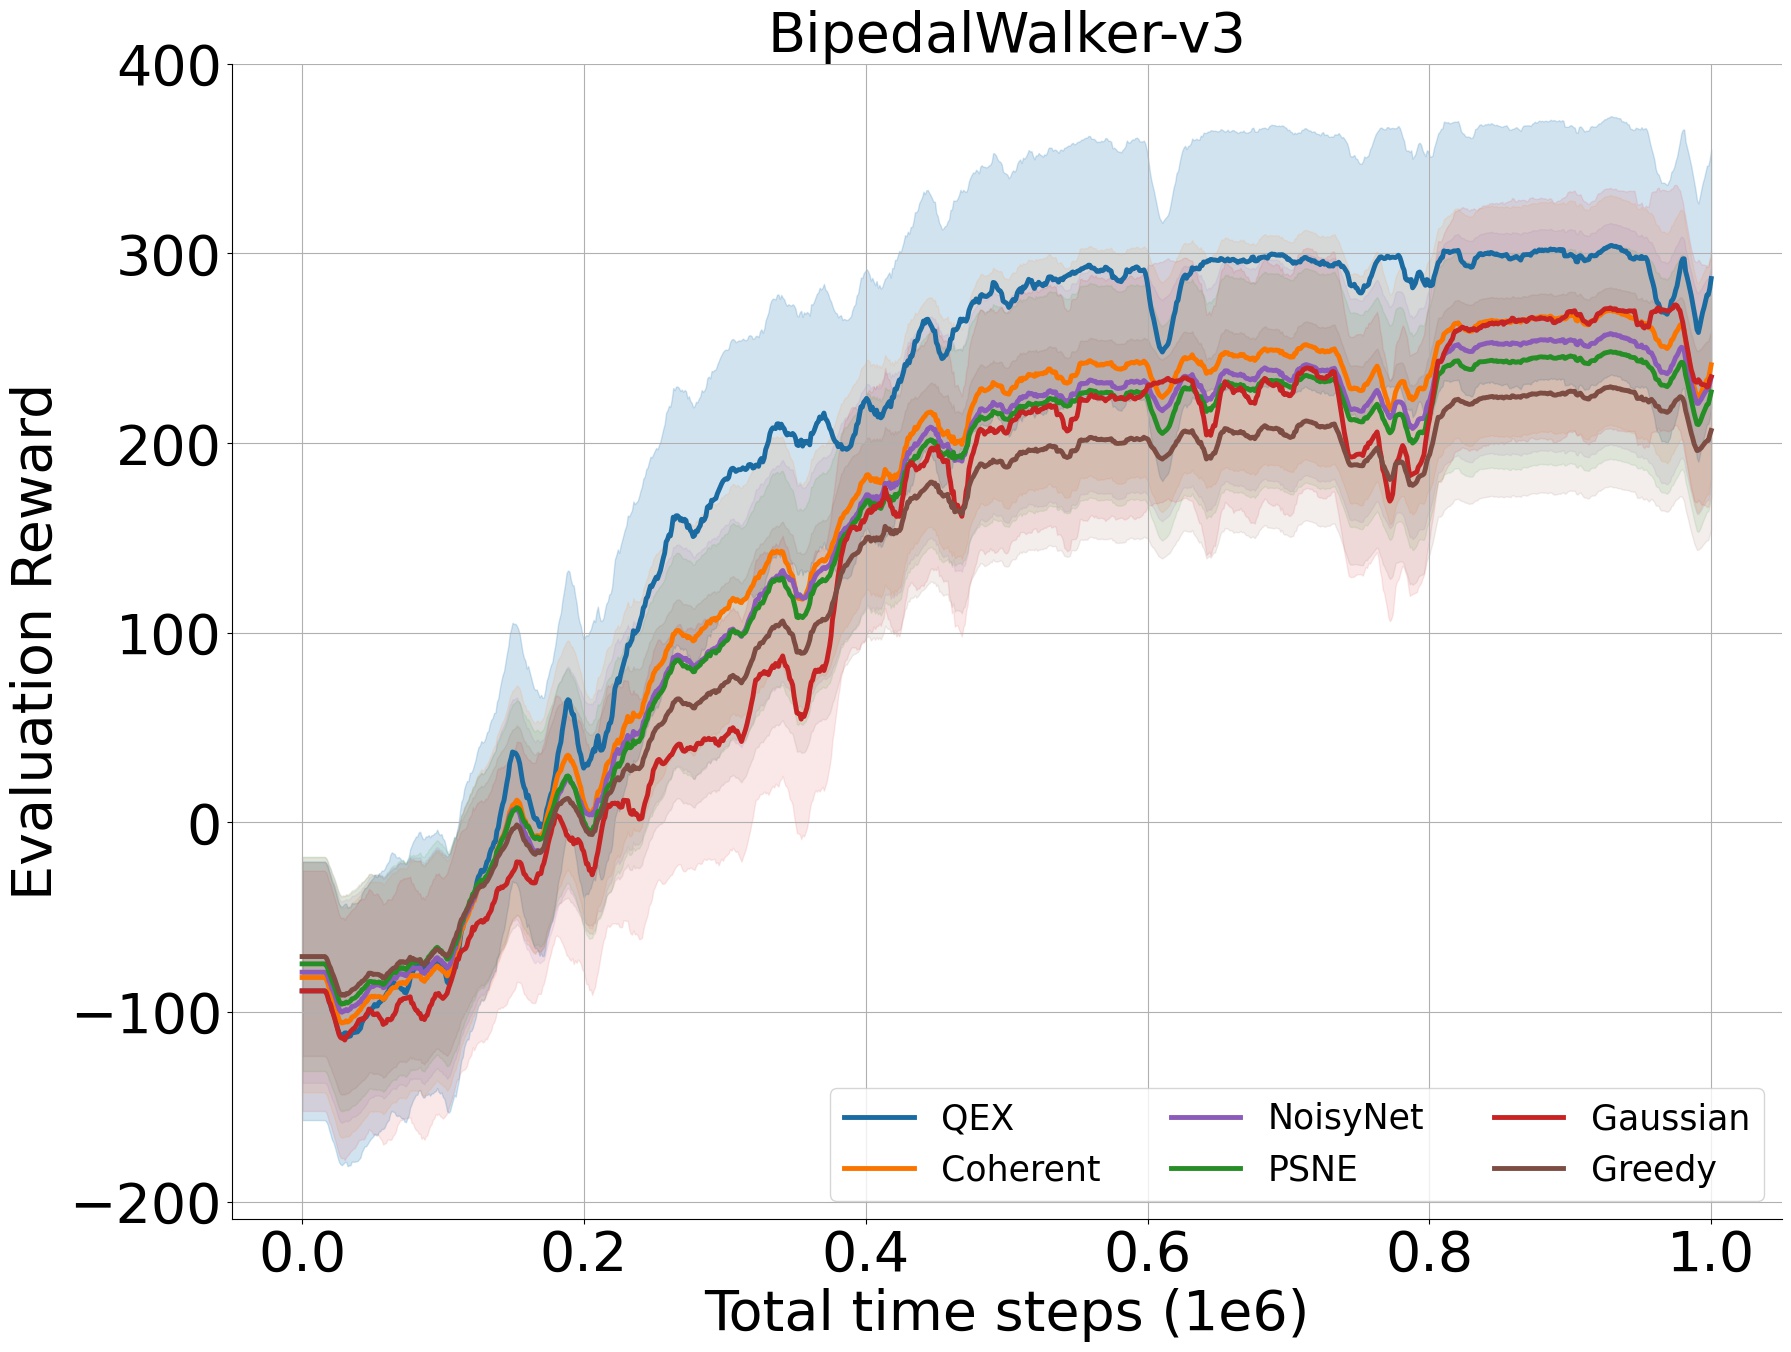 BipedalWalker-v3
400
300
200
100
0
−100
−200
Evaluation Reward
0.0 0.2 0.4 0.6 0.8 1.0
Total time steps (1e6)
QEX NoisyNet Gaussian
Coherent PSNE Greedy